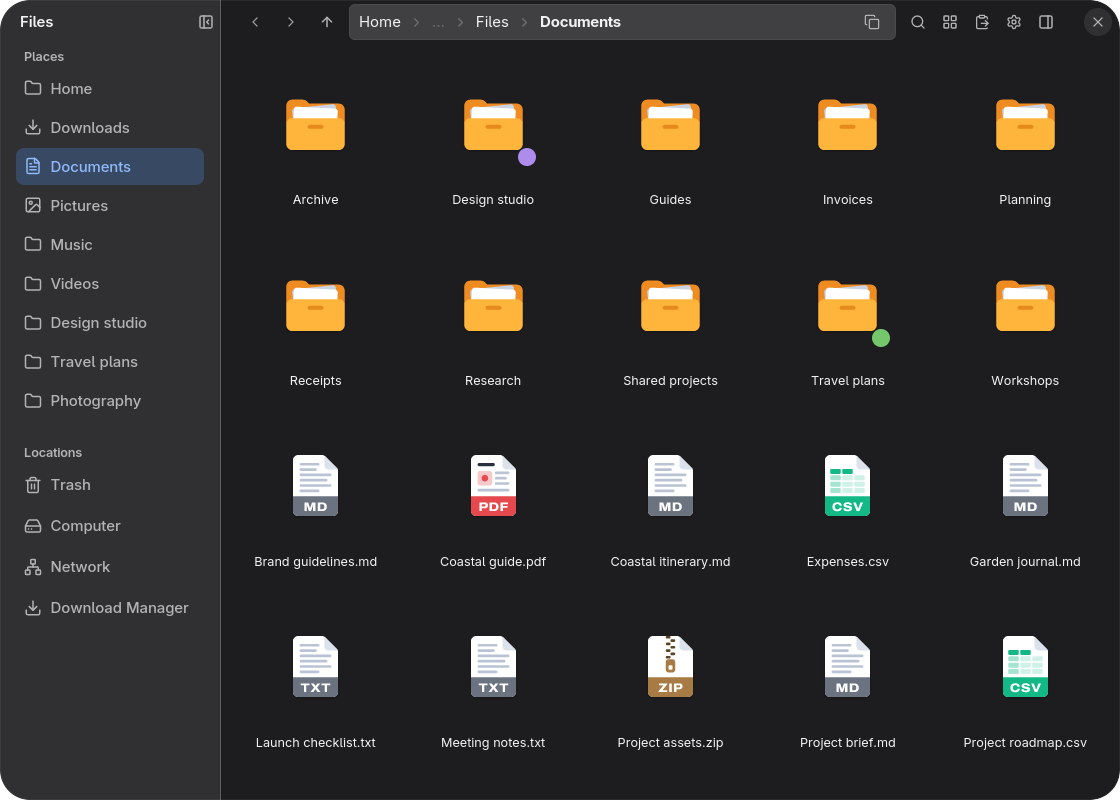 Files
Home ... Files Documents
Places
Home
Downloads
Documents
Pictures
Music
Videos
Design studio
Travel plans
Photography
Locations
Trash
Computer
Network
Download Manager
Archive Design studio Guides Invoices Planning
Receipts Research Shared projects Travel plans Workshops
MD PDF MD CSV MD
Brand guidelines.md Coastal guide.pdf Coastal itinerary.md Expenses.csv Garden journal.md
TXT TXT ZIP MD CSV
Launch checklist.txt Meeting notes.txt Project assets.zip Project brief.md Project roadmap.csv